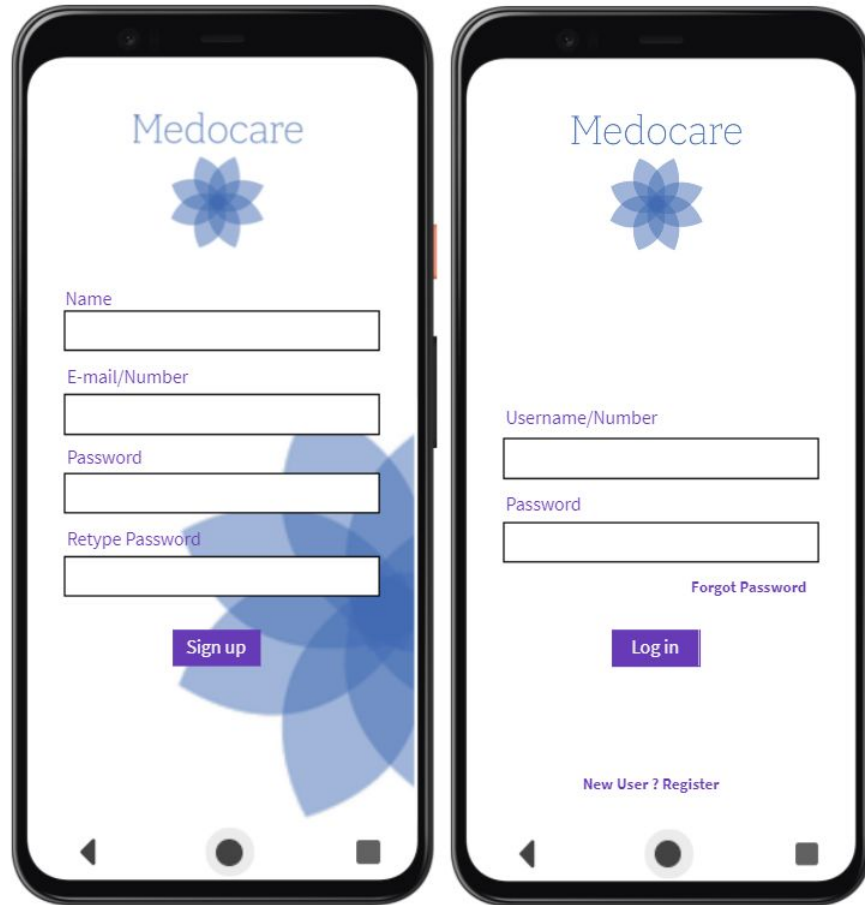 Medocare
Name
E-mail/Number
Password
Retype Password
Sign up
Medocare
Username/Number
Password
Forgot Password
Log in
New User ? Register